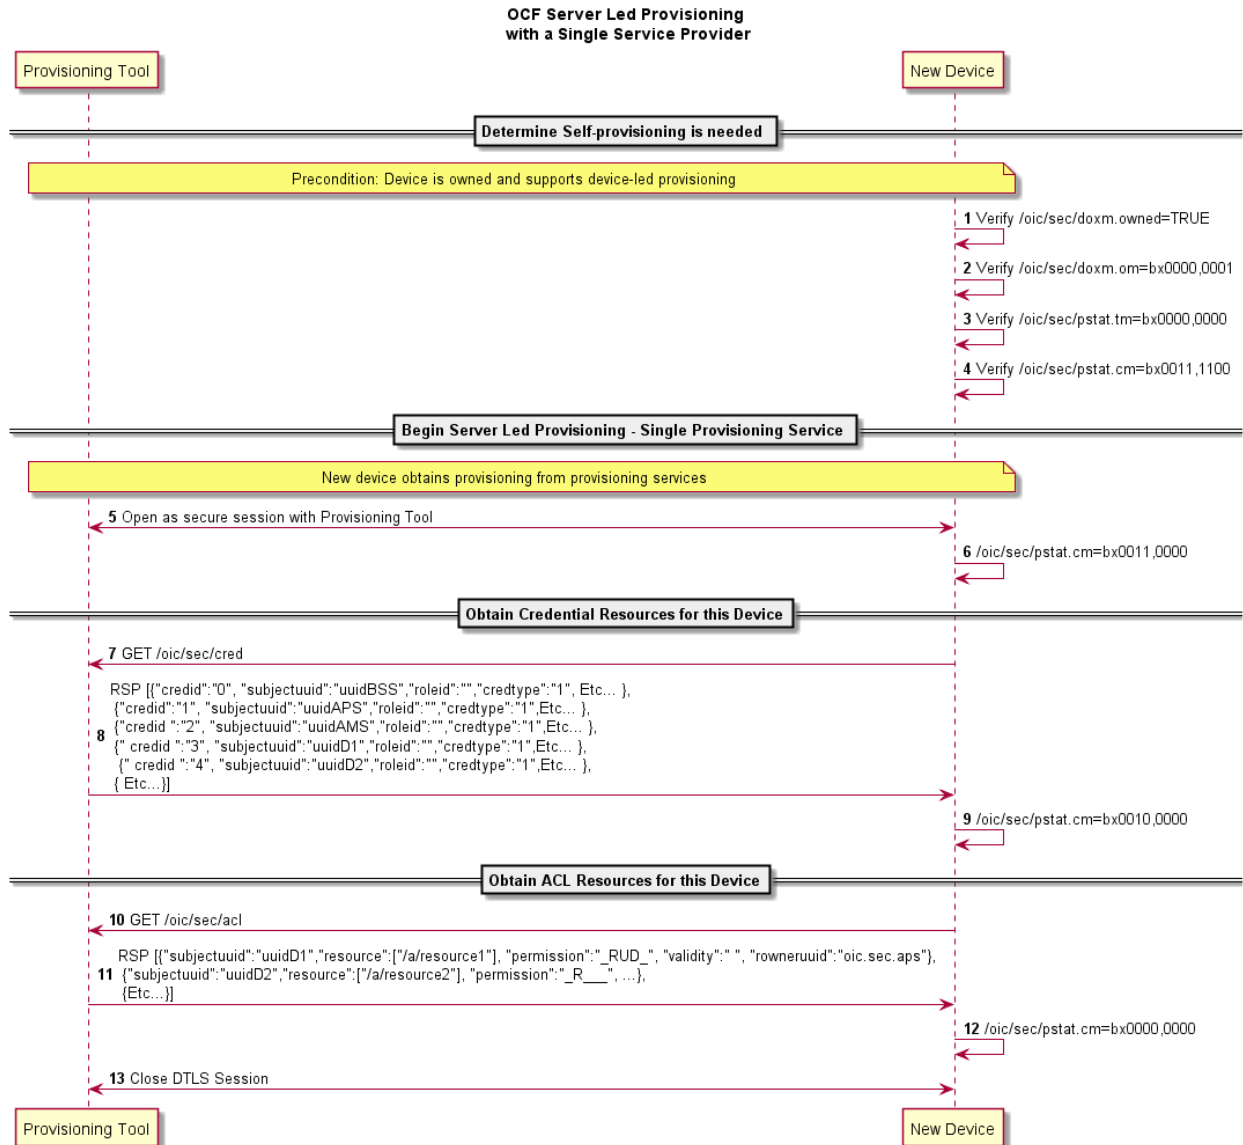 OCF Server Led Provisioning
with a Single Service Provider
Provisioning Tool
New Device
Determine Self-provisioning is needed
Precondition: Device is owned and supports device-led provisioning
1 Verify /oic/sec/doxm.owned=TRUE
2 Verify /oic/sec/doxm.om=bx0000,0001
3 Verify /oic/sec/pstat.tm=bx0000,0000
4 Verify /oic/sec/pstat.cm=bx0011,1100
Begin Server Led Provisioning - Single Provisioning Service
New device obtains provisioning from provisioning services
5 Open as secure session with Provisioning Tool
6 /oic/sec/pstat.cm=bx0011,0000
Obtain Credential Resources for this Device
7 GET /oic/sec/cred
RSP [{"credid":"0", "subjectuuid":"uuidBSS","roleid":"","credtype":"1", Etc... },
{"credid":"1", "subjectuuid":"uuidAPS","roleid":"","credtype":"1",Etc... },
{"credid ":"2", "subjectuuid":"uuidAMS","roleid":"","credtype":"1",Etc... },
8 {" credid ":"3", "subjectuuid":"uuidD1","roleid":"","credtype":"1",Etc... },
{" credid ":"4", "subjectuuid":"uuidD2","roleid":"","credtype":"1",Etc... },
{ Etc...}]
9 /oic/sec/pstat.cm=bx0010,0000
Obtain ACL Resources for this Device
10 GET /oic/sec/acl
RSP [{"subjectuuid":"uuidD1","resource":["/a/resource1"], "permission":"_RUD_", "validity":" ", "rowneruuid":"oic.sec.aps"},
11 {"subjectuuid":"uuidD2","resource":["/a/resource2"], "permission":"_R___", ...},
{Etc...}]
12 /oic/sec/pstat.cm=bx0000,0000
13 Close DTLS Session
Provisioning Tool
New Device